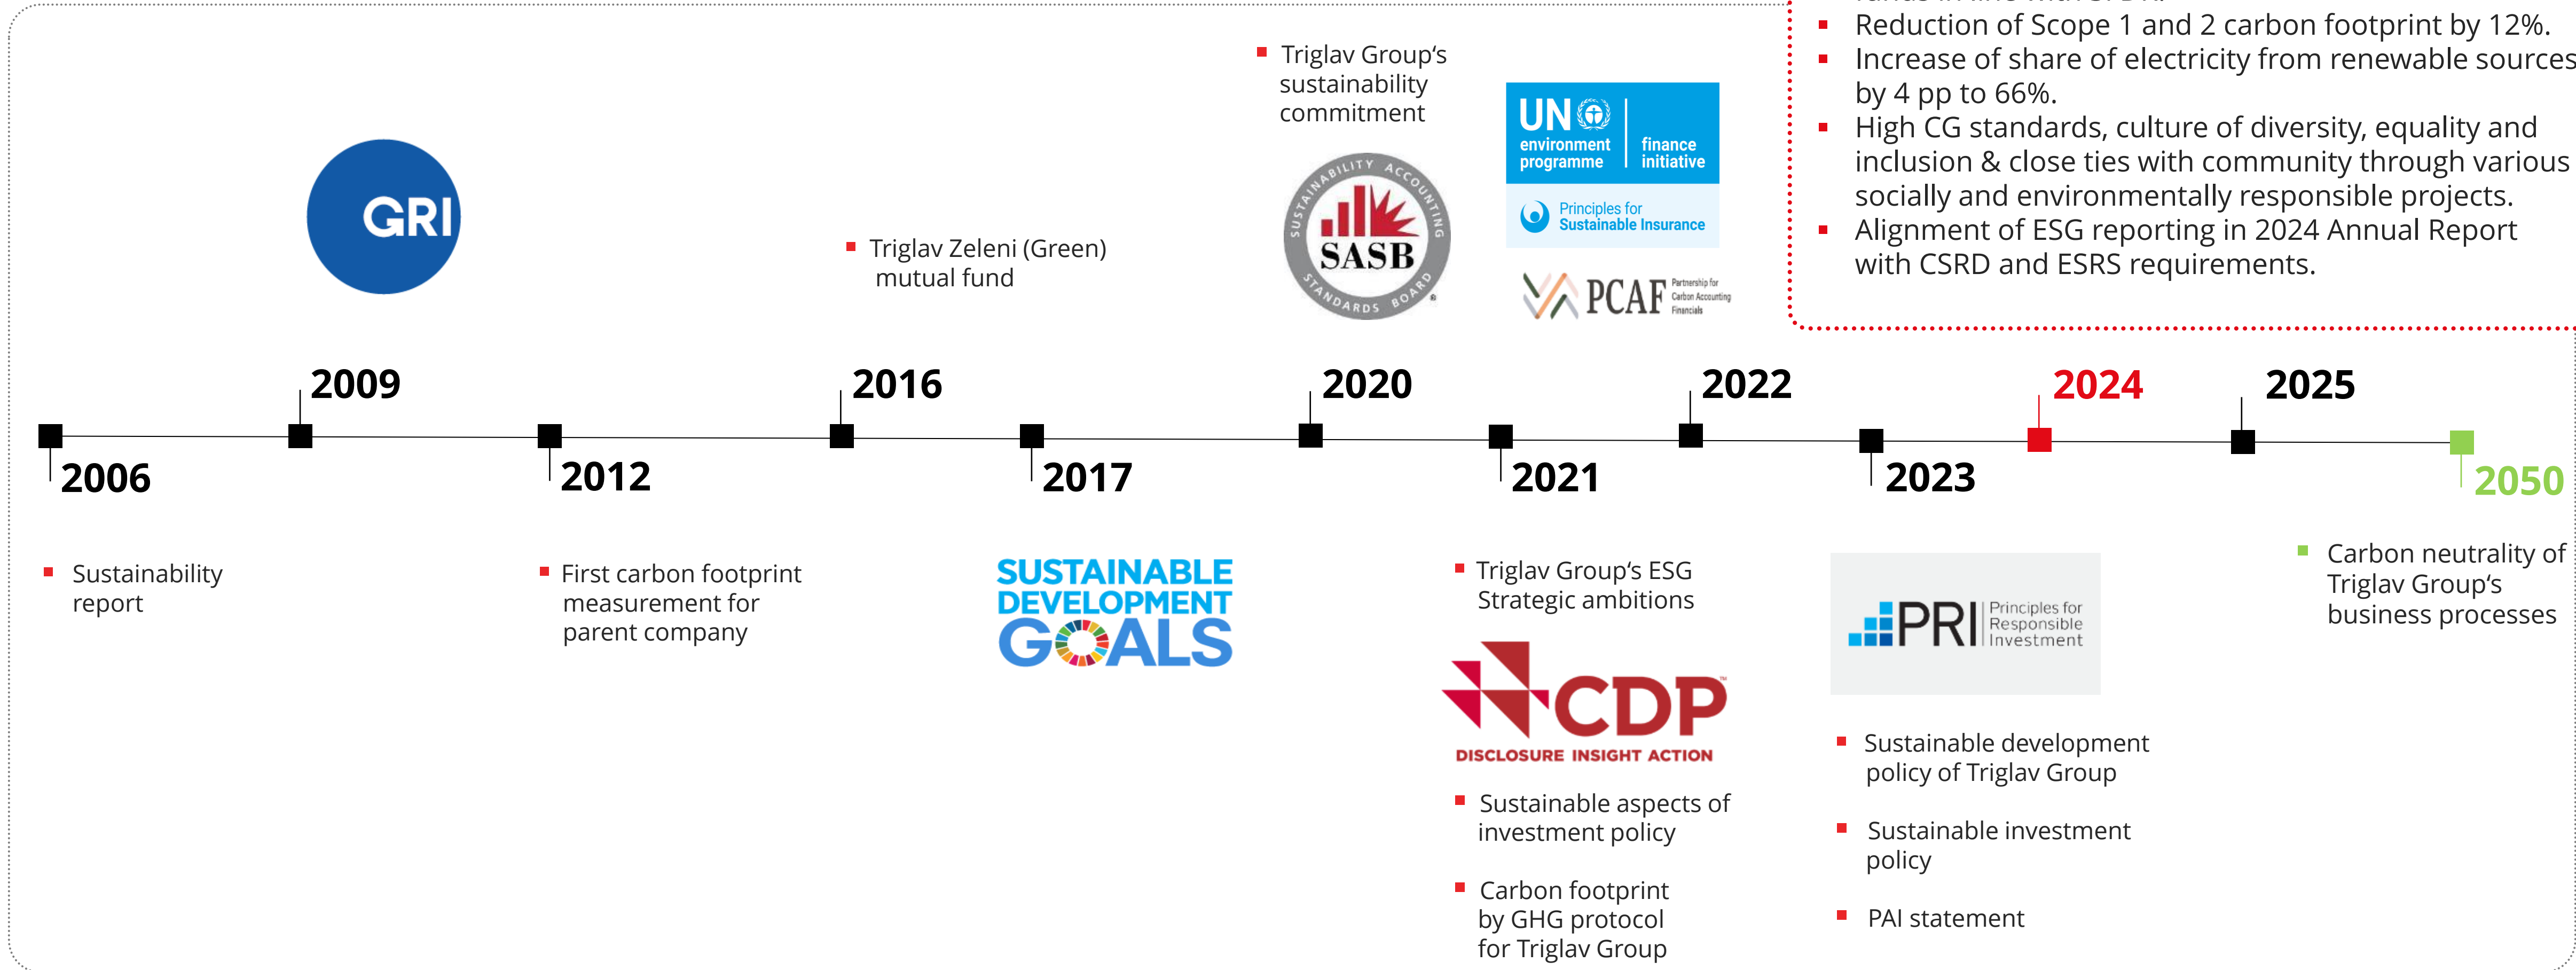 Reduction of Scope 1 and 2 carbon footprint by 12%.
Increase of share of electricity from renewable sources
by 4 pp to 66%.
High CG standards, culture of diversity, equality and
inclusion & close ties with community through various
socially and environmentally responsible projects.
Alignment of ESG reporting in 2024 Annual Report
with CSRD and ESRS requirements.
GRI
Triglav Zeleni (Green)
mutual fund
Triglav Group‘s
sustainability
commitment
SUSTAINABILITY ACCOUNTING
SASB
STANDARDS BOARD
®
UN
environment
programme
finance
initiative
Principles for
Sustainable Insurance
PCAF
Partnership for
Carbon Accounting
Financials
2009
2016
2020
2022
2024
2025
2006
2012
2017
2021
2023
2050
Sustainability
report
First carbon footprint
measurement for
parent company
SUSTAINABLE
DEVELOPMENT
GOALS
Triglav Group‘s ESG
Strategic ambitions
CDP
™
DISCLOSURE INSIGHT ACTION
Sustainable aspects of
investment policy
Carbon footprint
by GHG protocol
for Triglav Group
PRI
Principles for
Responsible
Investment
Sustainable development
policy of Triglav Group
Sustainable investment
policy
PAI statement
Carbon neutrality of
Triglav Group‘s
business processes